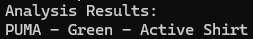 Analysis Results:
PUMA - Green - Active Shirt